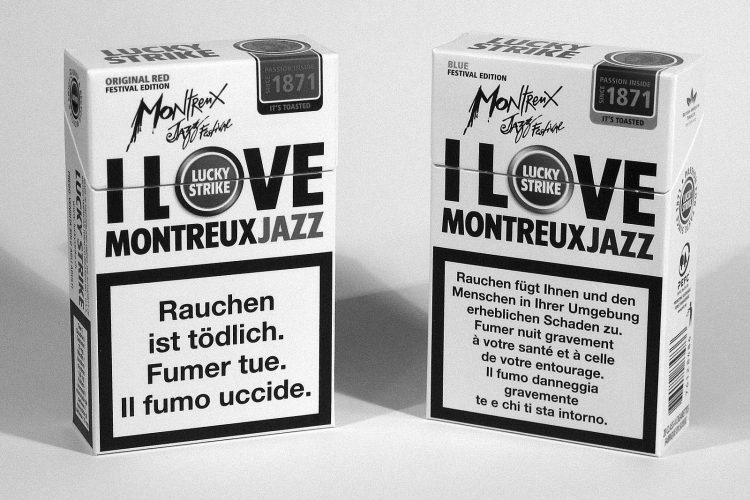 LUCKY
STRIKE
ORIGINAL RED
FESTIVAL EDITION
PASSION INSIDE
SINCE 1871
IT'S TOASTED
Montreux
Jazz Festival
I LOVE
LUCKY
STRIKE
MONTREUXJAZZ
Rauchen
ist tödlich.
Fumer tue.
Il fumo uccide.
LUCKY STRIKE
LUCKY
STRIKE
BLUE
FESTIVAL EDITION
PASSION INSIDE
SINCE 1871
IT'S TOASTED
Montreux
Jazz Festival
I LOVE
LUCKY
STRIKE
MONTREUXJAZZ
Rauchen fügt Ihnen und den
Menschen in Ihrer Umgebung
erheblichen Schaden zu.
Fumer nuit gravement
à votre santé et à celle
de votre entourage.
Il fumo danneggia
gravement
te e chi ti sta intorno.